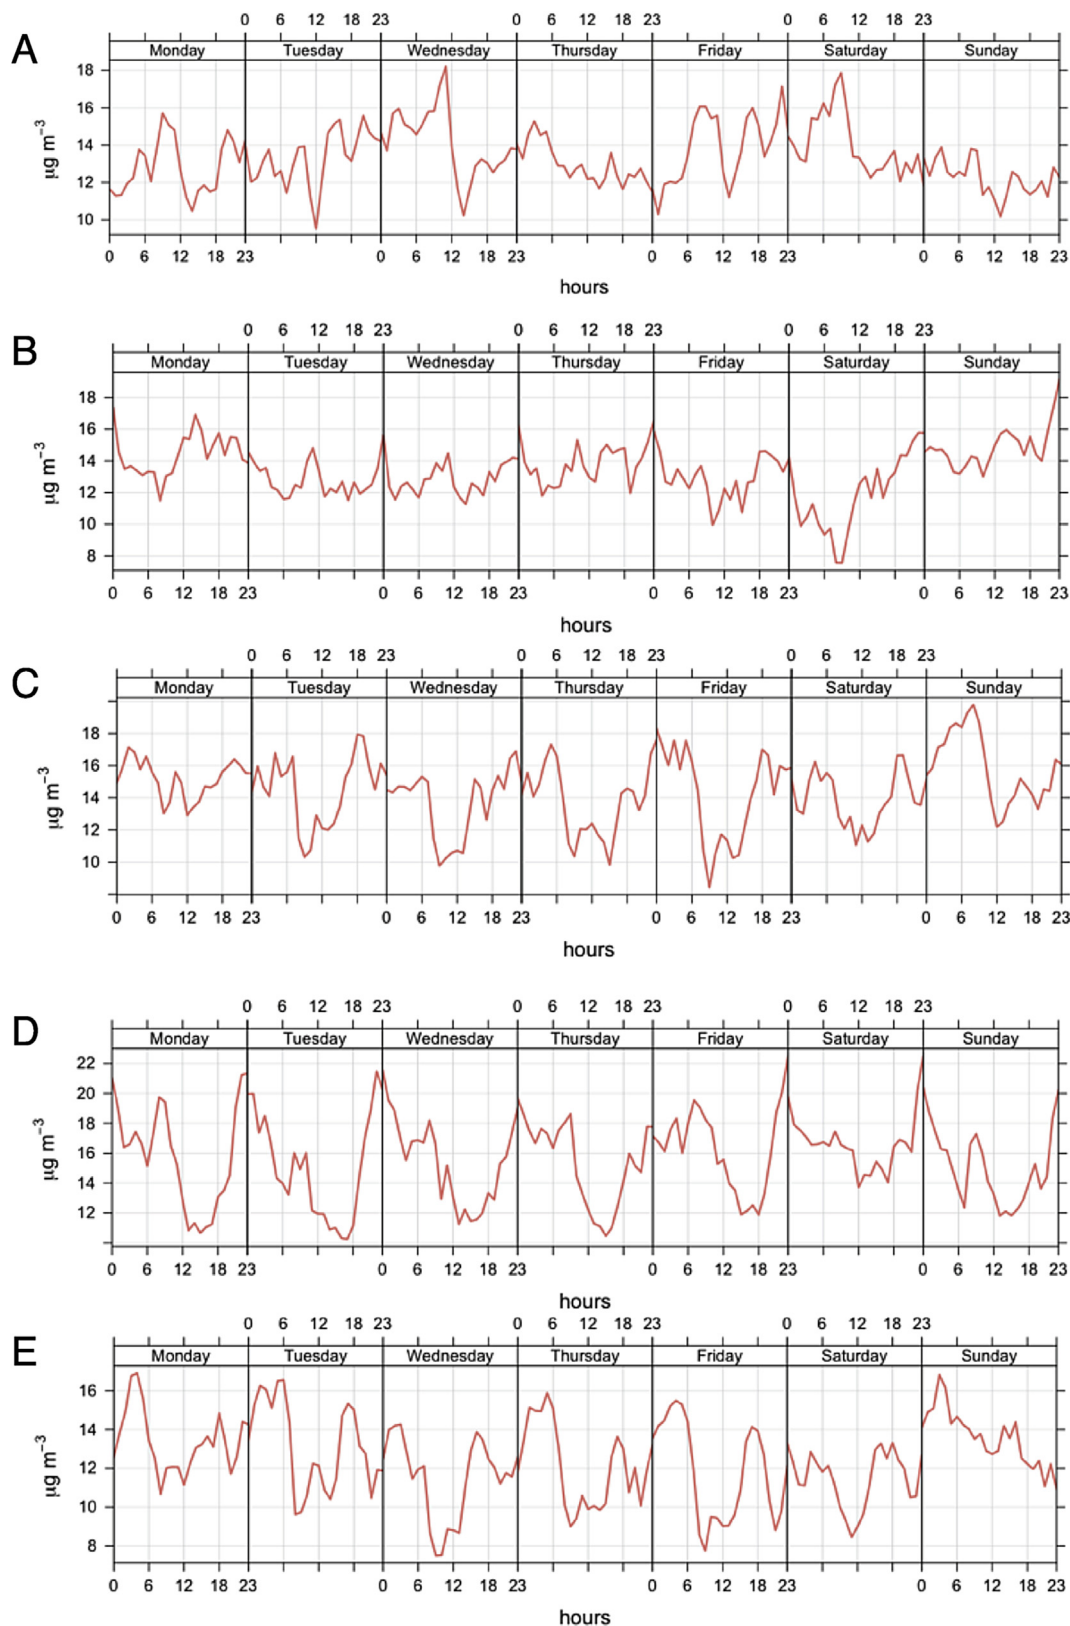 0 6 12 18 23 0 6 12 18 23 0 6 12 18 23
A
Monday Tuesday Wednesday Thursday Friday Saturday Sunday
18
16
14
12
10
µg m⁻³
0 6 12 18 23 0 6 12 18 23 0 6 12 18 23 0 6 12 18 23
hours
0 6 12 18 23 0 6 12 18 23 0 6 12 18 23
B
Monday Tuesday Wednesday Thursday Friday Saturday Sunday
18
16
14
12
10
8
µg m⁻³
0 6 12 18 23 0 6 12 18 23 0 6 12 18 23 0 6 12 18 23
hours
0 6 12 18 23 0 6 12 18 23 0 6 12 18 23
C
Monday Tuesday Wednesday Thursday Friday Saturday Sunday
18
16
14
12
10
µg m⁻³
0 6 12 18 23 0 6 12 18 23 0 6 12 18 23 0 6 12 18 23
hours
0 6 12 18 23 0 6 12 18 23 0 6 12 18 23
D
Monday Tuesday Wednesday Thursday Friday Saturday Sunday
22
20
18
16
14
12
µg m⁻³
0 6 12 18 23 0 6 12 18 23 0 6 12 18 23 0 6 12 18 23
hours
0 6 12 18 23 0 6 12 18 23 0 6 12 18 23
E
Monday Tuesday Wednesday Thursday Friday Saturday Sunday
16
14
12
10
8
µg m⁻³
0 6 12 18 23 0 6 12 18 23 0 6 12 18 23 0 6 12 18 23
hours